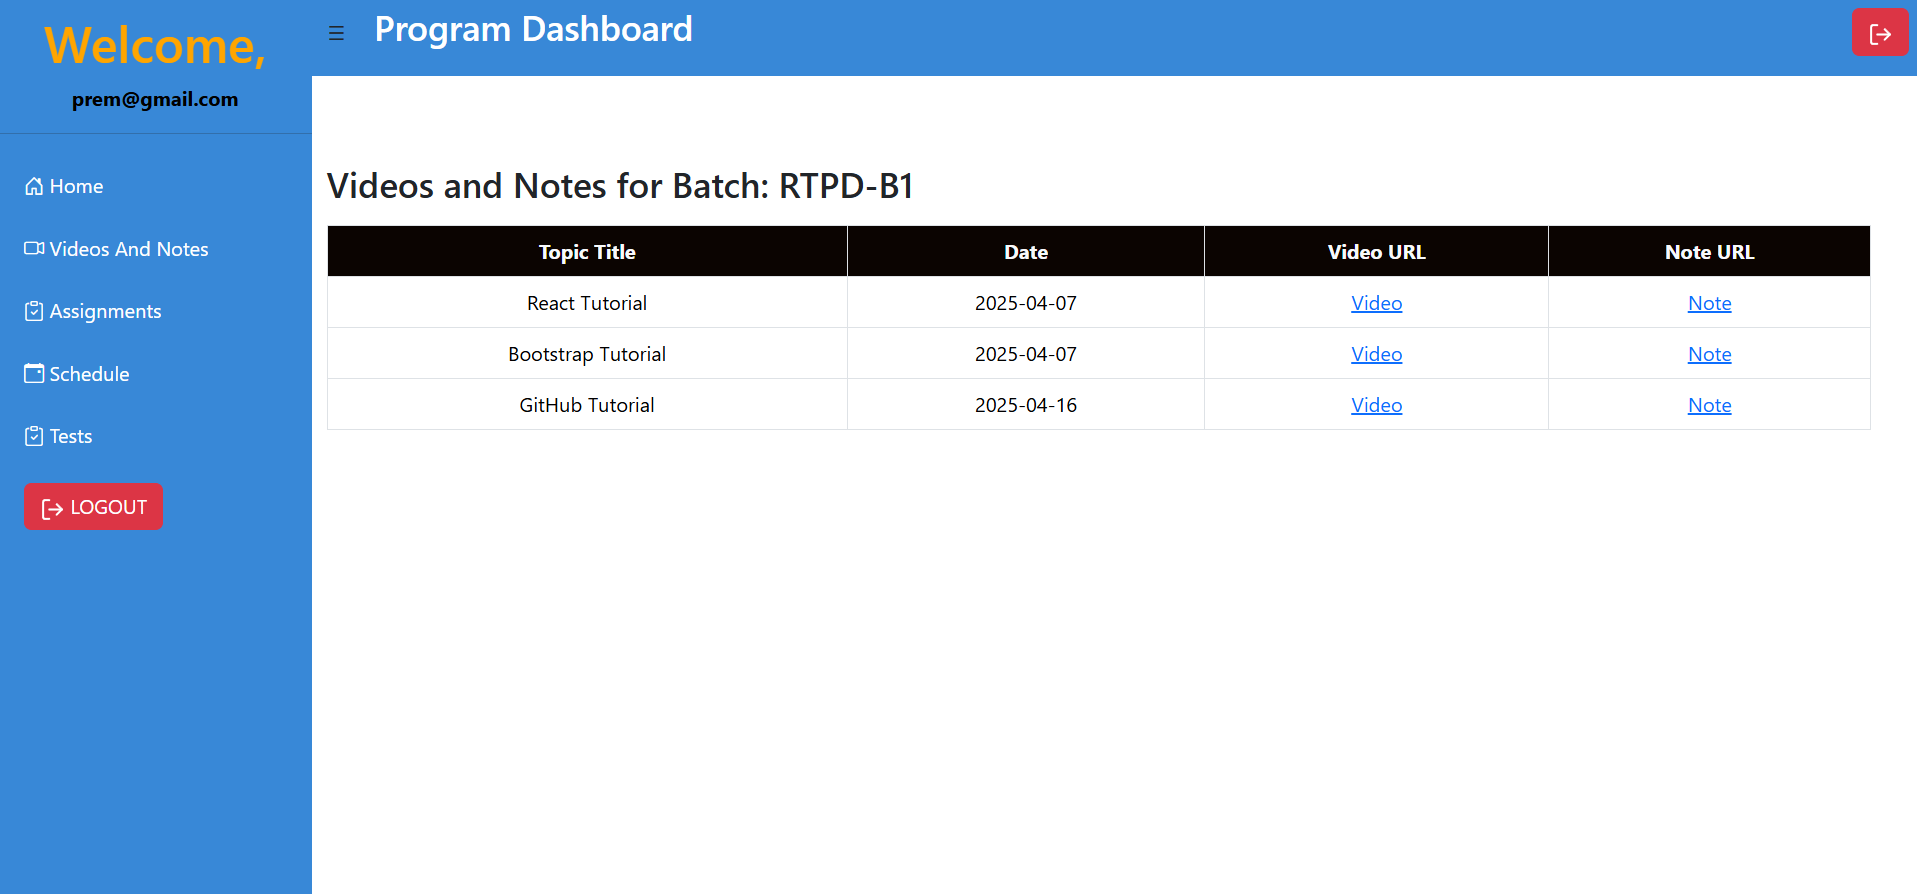 Welcome,
prem@gmail.com
Home
Videos And Notes
Assignments
Schedule
Tests
LOGOUT
Program Dashboard
Videos and Notes for Batch: RTPD-B1
Topic Title Date Video URL Note URL
React Tutorial 2025-04-07 Video Note
Bootstrap Tutorial 2025-04-07 Video Note
GitHub Tutorial 2025-04-16 Video Note